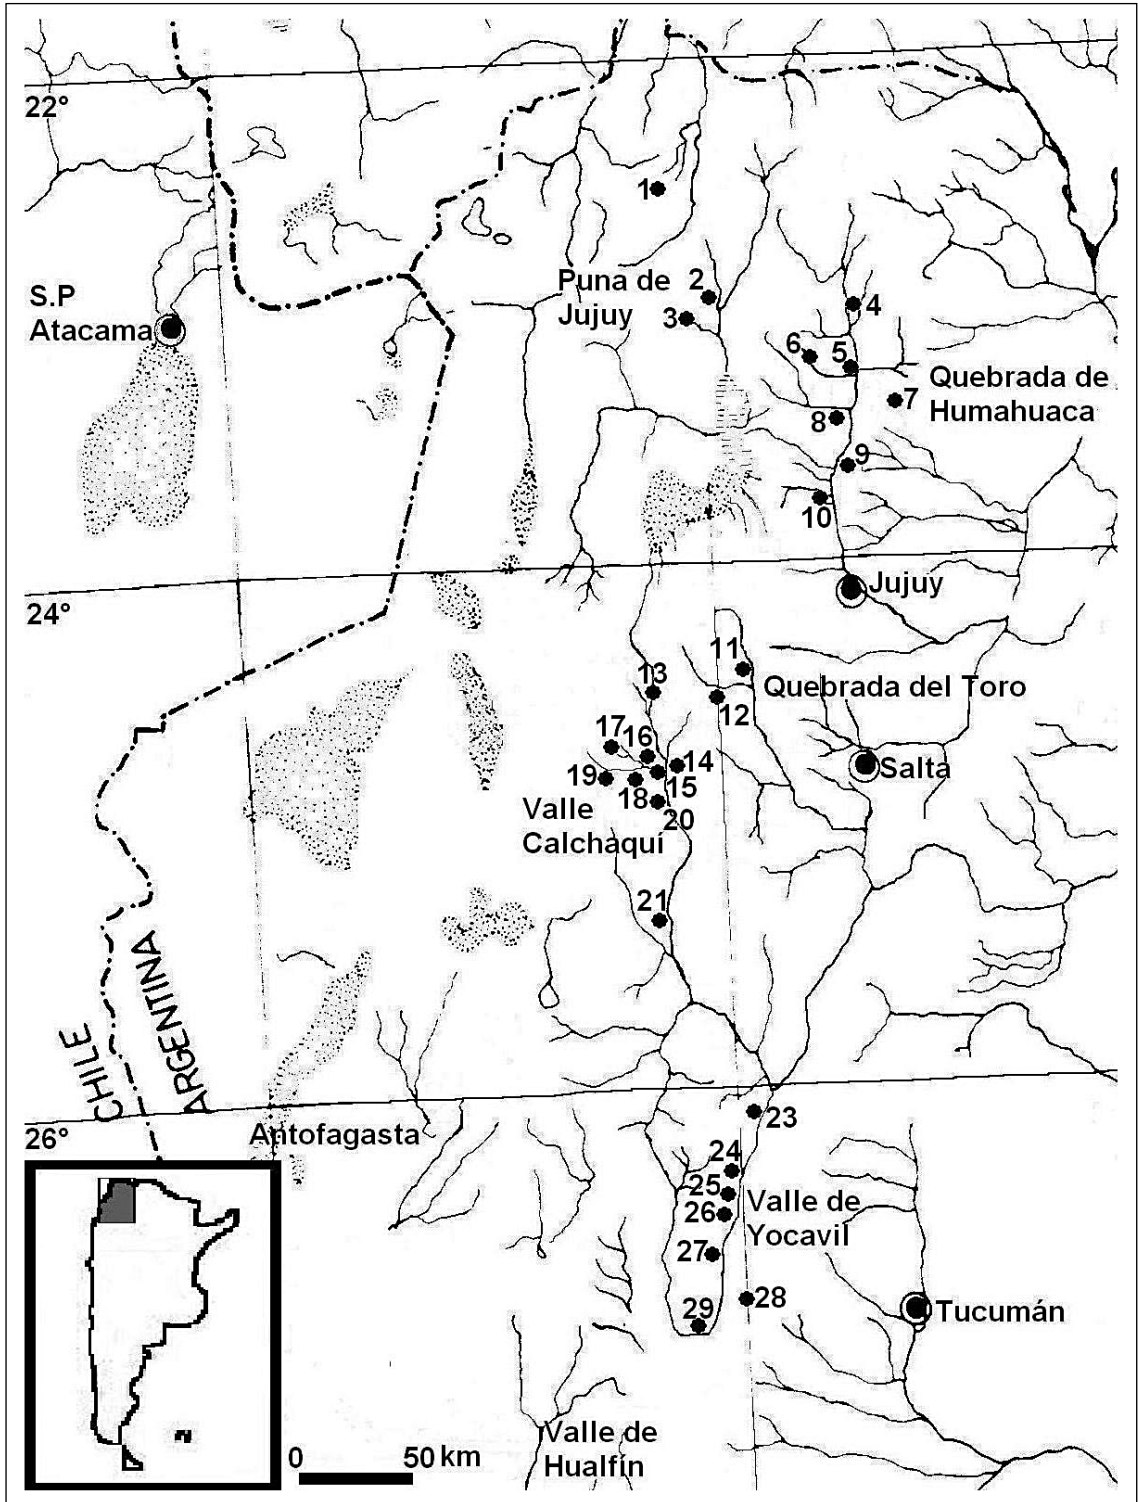 22°
1
Puna de
Jujuy
2
3
S.P
Atacama
4
6
5
Quebrada de
Humahuaca
7
8
9
10
24°
Jujuy
11
13
Quebrada del Toro
12
17
16
14
19
18
15
Salta
Valle
Calchaquí
20
21
CHILE
ARGENTINA
23
26°
Antofagasta
24
25
26
Valle de
Yocavil
27
28
29
Tucumán
Valle de
Hualfín
0
50 km